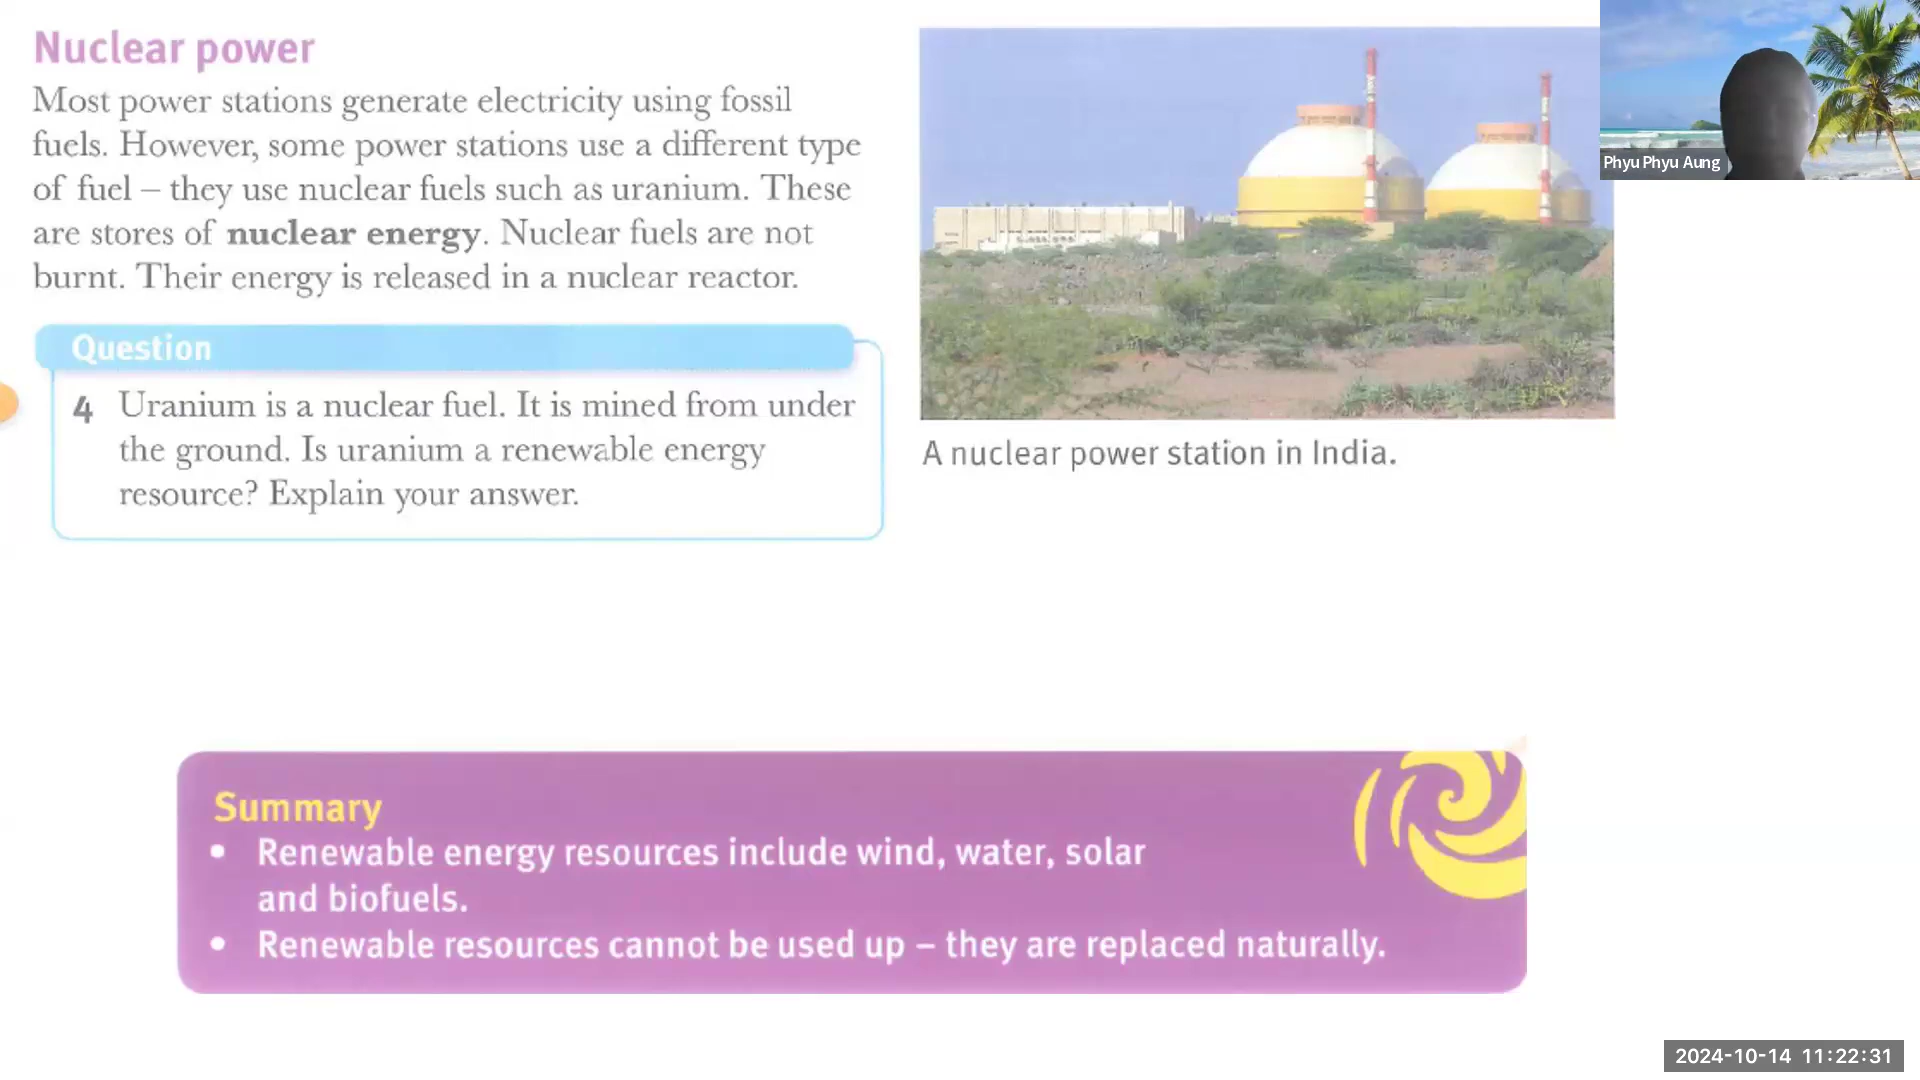 Nuclear power
Most power stations generate electricity using fossil
fuels. However, some power stations use a different type
of fuel – they use nuclear fuels such as uranium. These
are stores of nuclear energy. Nuclear fuels are not
burnt. Their energy is released in a nuclear reactor.
Question
4 Uranium is a nuclear fuel. It is mined from under
the ground. Is uranium a renewable energy
resource? Explain your answer.
A nuclear power station in India.
Phyu Phyu Aung
Summary
• Renewable energy resources include wind, water, solar
and biofuels.
• Renewable resources cannot be used up – they are replaced naturally.
2024-10-14 11:22:31